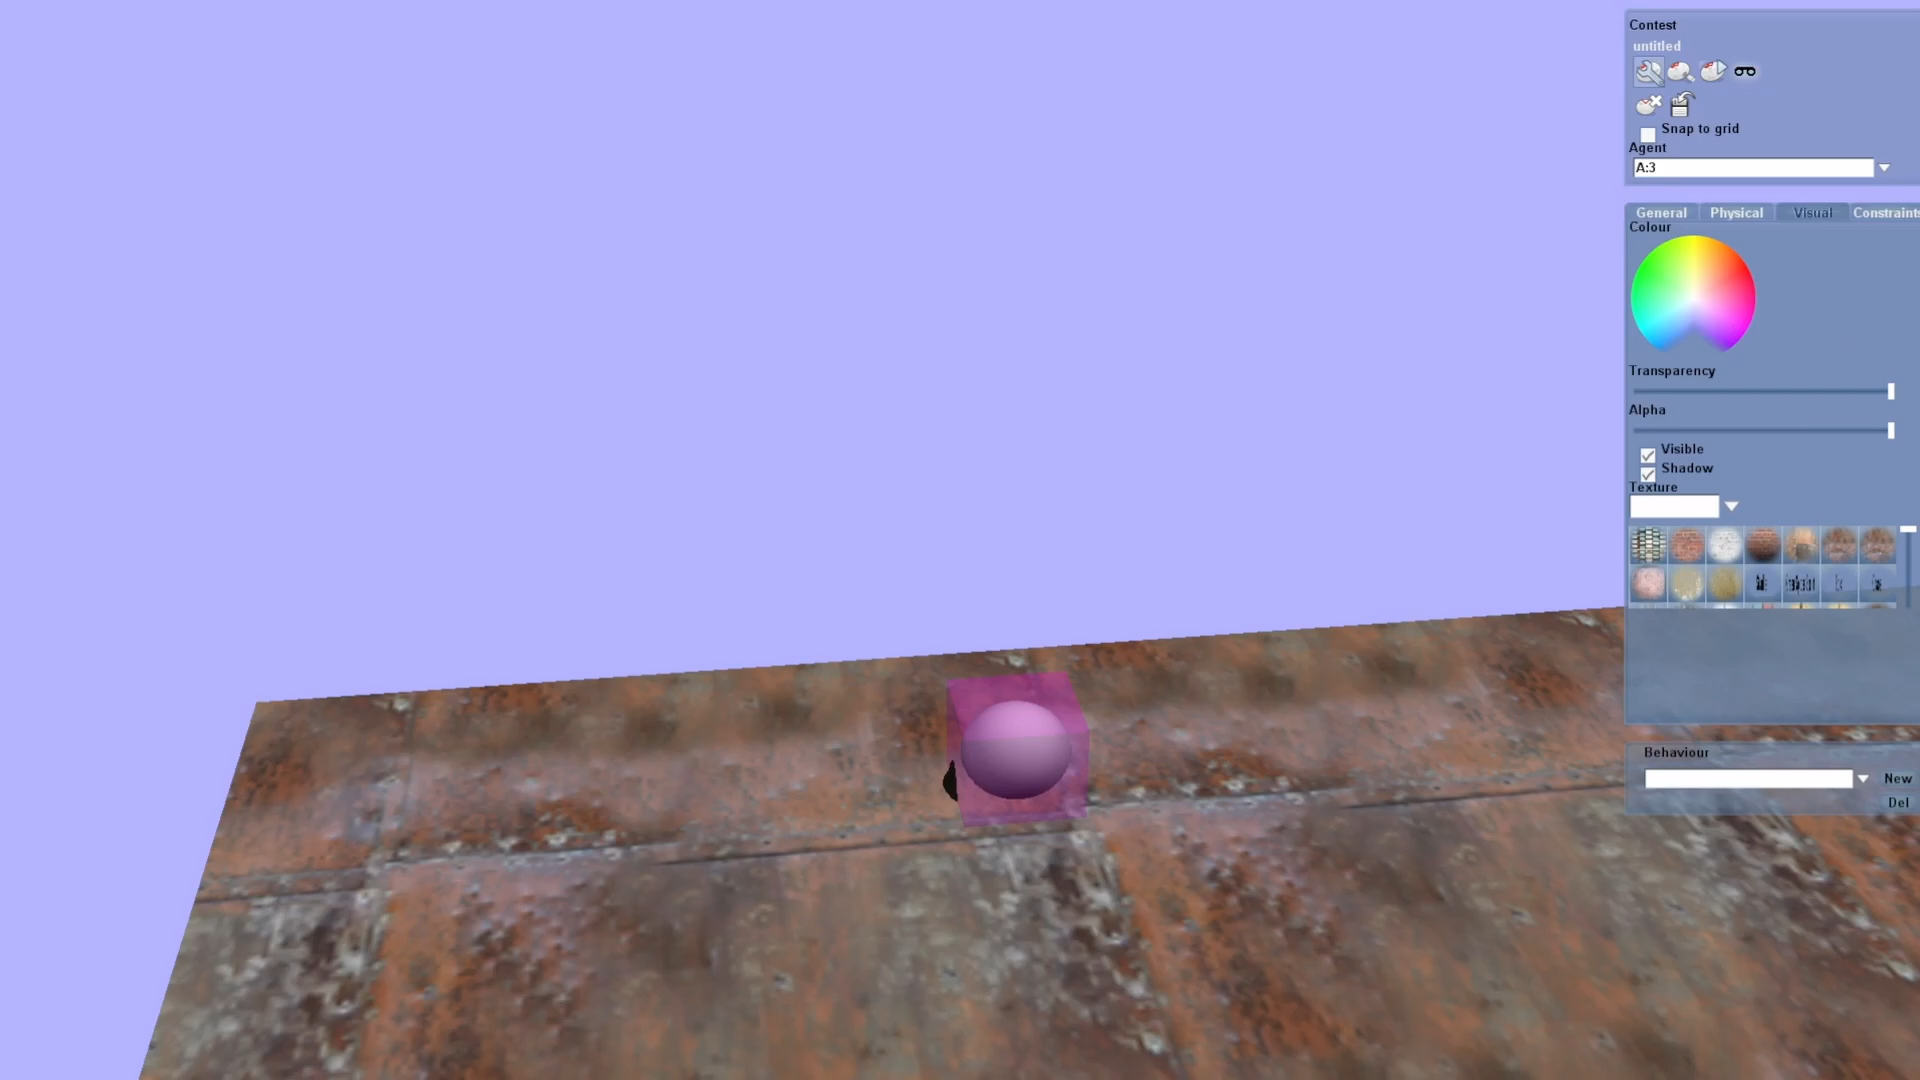 Contest
untitled
Snap to grid
Agent
A:3
General Physical Visual Constraints
Colour
Transparency
Alpha
Visible
Shadow
Texture
Behaviour
New
Del